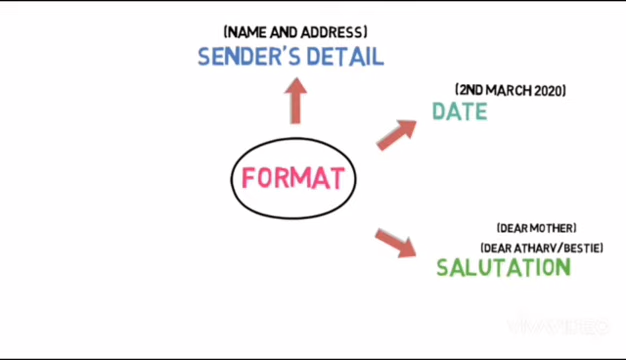 (NAME AND ADDRESS)
SENDER'S DETAIL
(2ND MARCH 2020)
DATE
FORMAT
(DEAR MOTHER)
(DEAR ATHARV/BESTIE)
SALUTATION